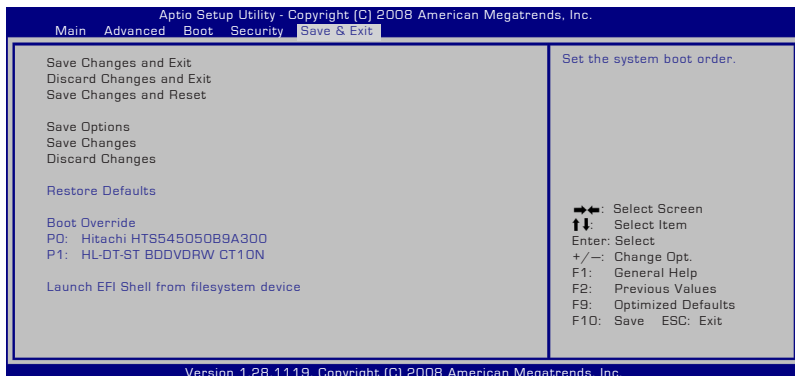 Aptio Setup Utility - Copyright (C) 2008 American Megatrends, Inc.
Main Advanced Boot Security Save & Exit
Save Changes and Exit
Discard Changes and Exit
Save Changes and Reset
Save Options
Save Changes
Discard Changes
Restore Defaults
Boot Override
P0: Hitachi HTS545050B9A300
P1: HL-DT-ST BDDVDRW CT10N
Launch EFI Shell from filesystem device
Set the system boot order.
→←: Select Screen
↑↓: Select Item
Enter: Select
+/—: Change Opt.
F1: General Help
F2: Previous Values
F9: Optimized Defaults
F10: Save ESC: Exit
Version 1.28.1119. Copyright (C) 2008 American Megatrends, Inc.